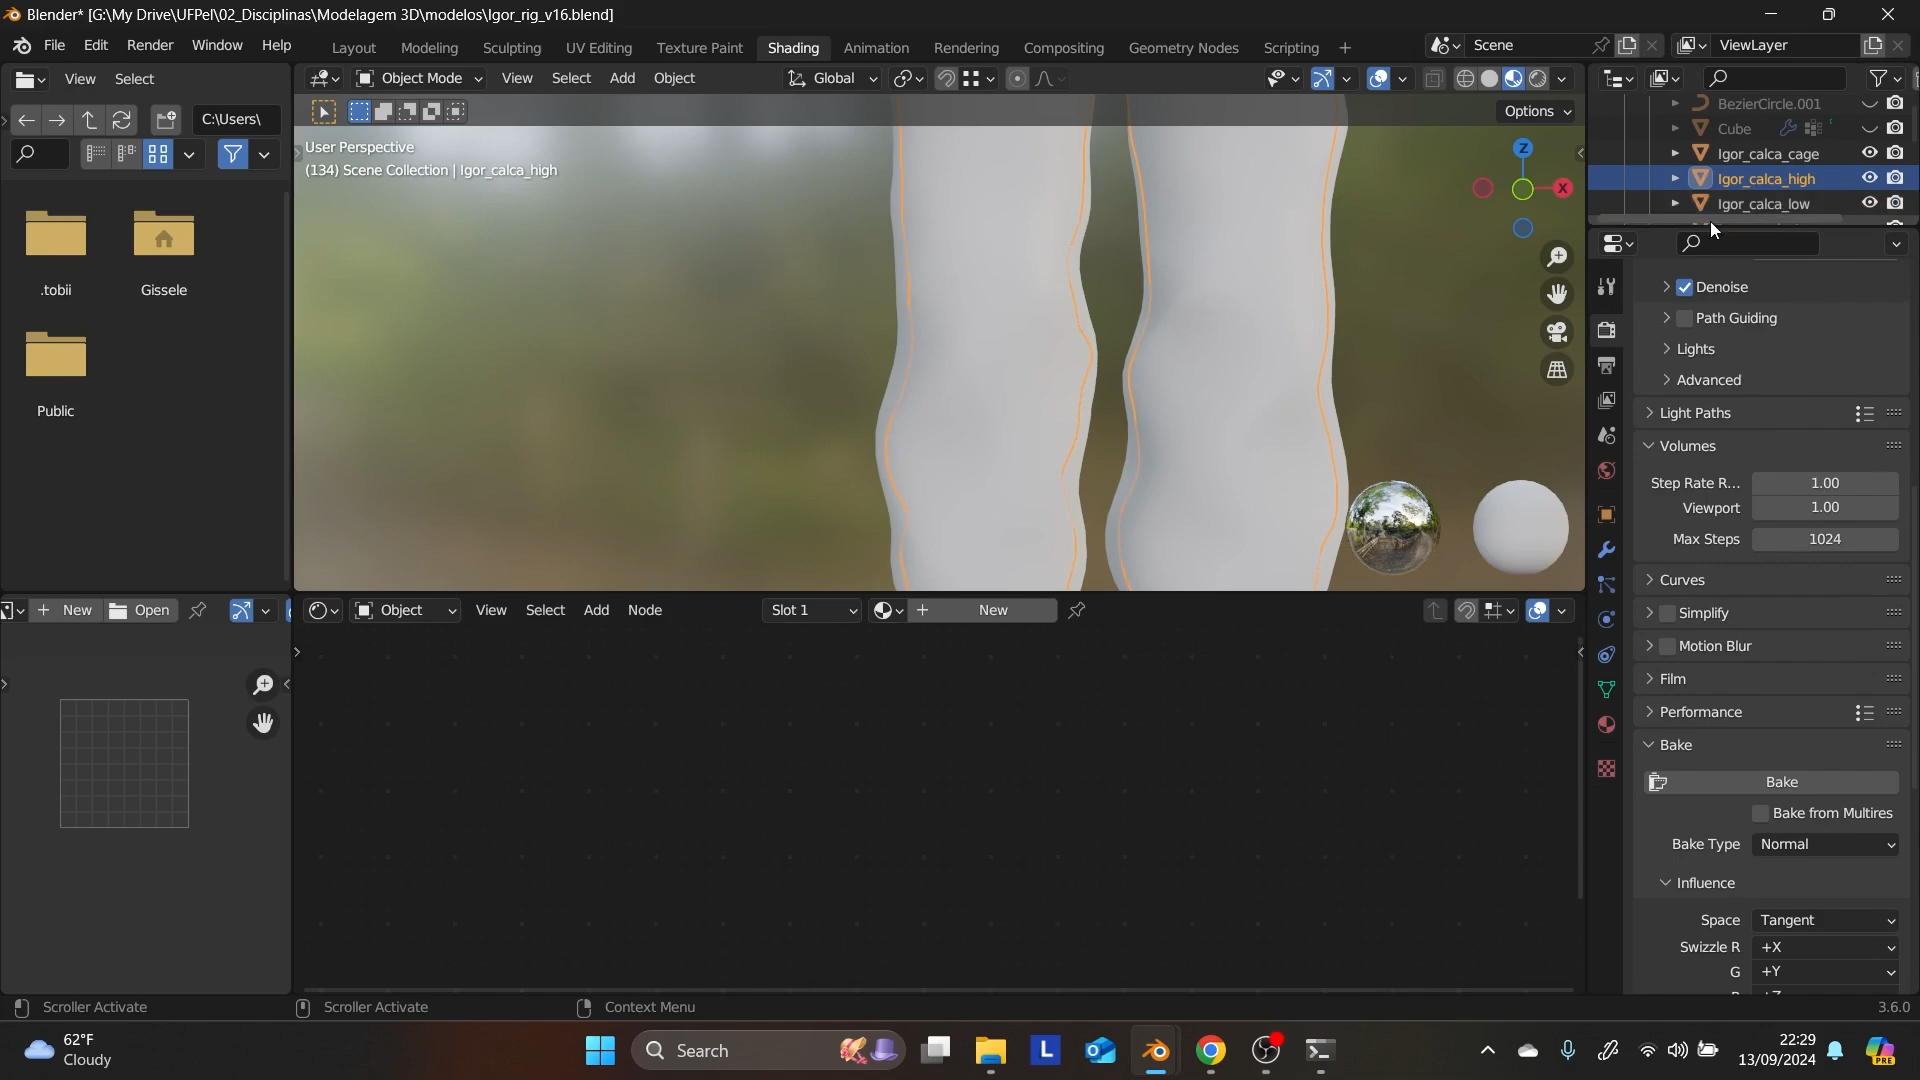 Blender* [G:\My Drive\UFPel\02_Disciplinas\Modelagem 3D\modelos\Igor_rig_v16.blend]
File Edit Render Window Help Layout Modeling Sculpting UV Editing Texture Paint Shading Animation Rendering Compositing Geometry Nodes Scripting + Scene ViewLayer
View Select Object Mode View Select Add Object Global
C:\Users\ Options
BezierCircle.001
Cube
Igor_calca_cage
Igor_calca_high
Igor_calca_low
User Perspective
(134) Scene Collection | Igor_calca_high
Z
X
.tobii Gissele
Public
Denoise
Path Guiding
Lights
Advanced
Light Paths
Volumes
Step Rate R... 1.00
Viewport 1.00
Max Steps 1024
Curves
Simplify
Motion Blur
Film
Performance
Bake
Bake
Bake from Multires
Bake Type Normal
Influence
Space Tangent
Swizzle R +X
G +Y
+ New Open Object View Select Add Node Slot 1 + New
Scroller Activate Scroller Activate Context Menu 3.6.0
62°F
Cloudy
Search
L
PRE
22:29
13/09/2024